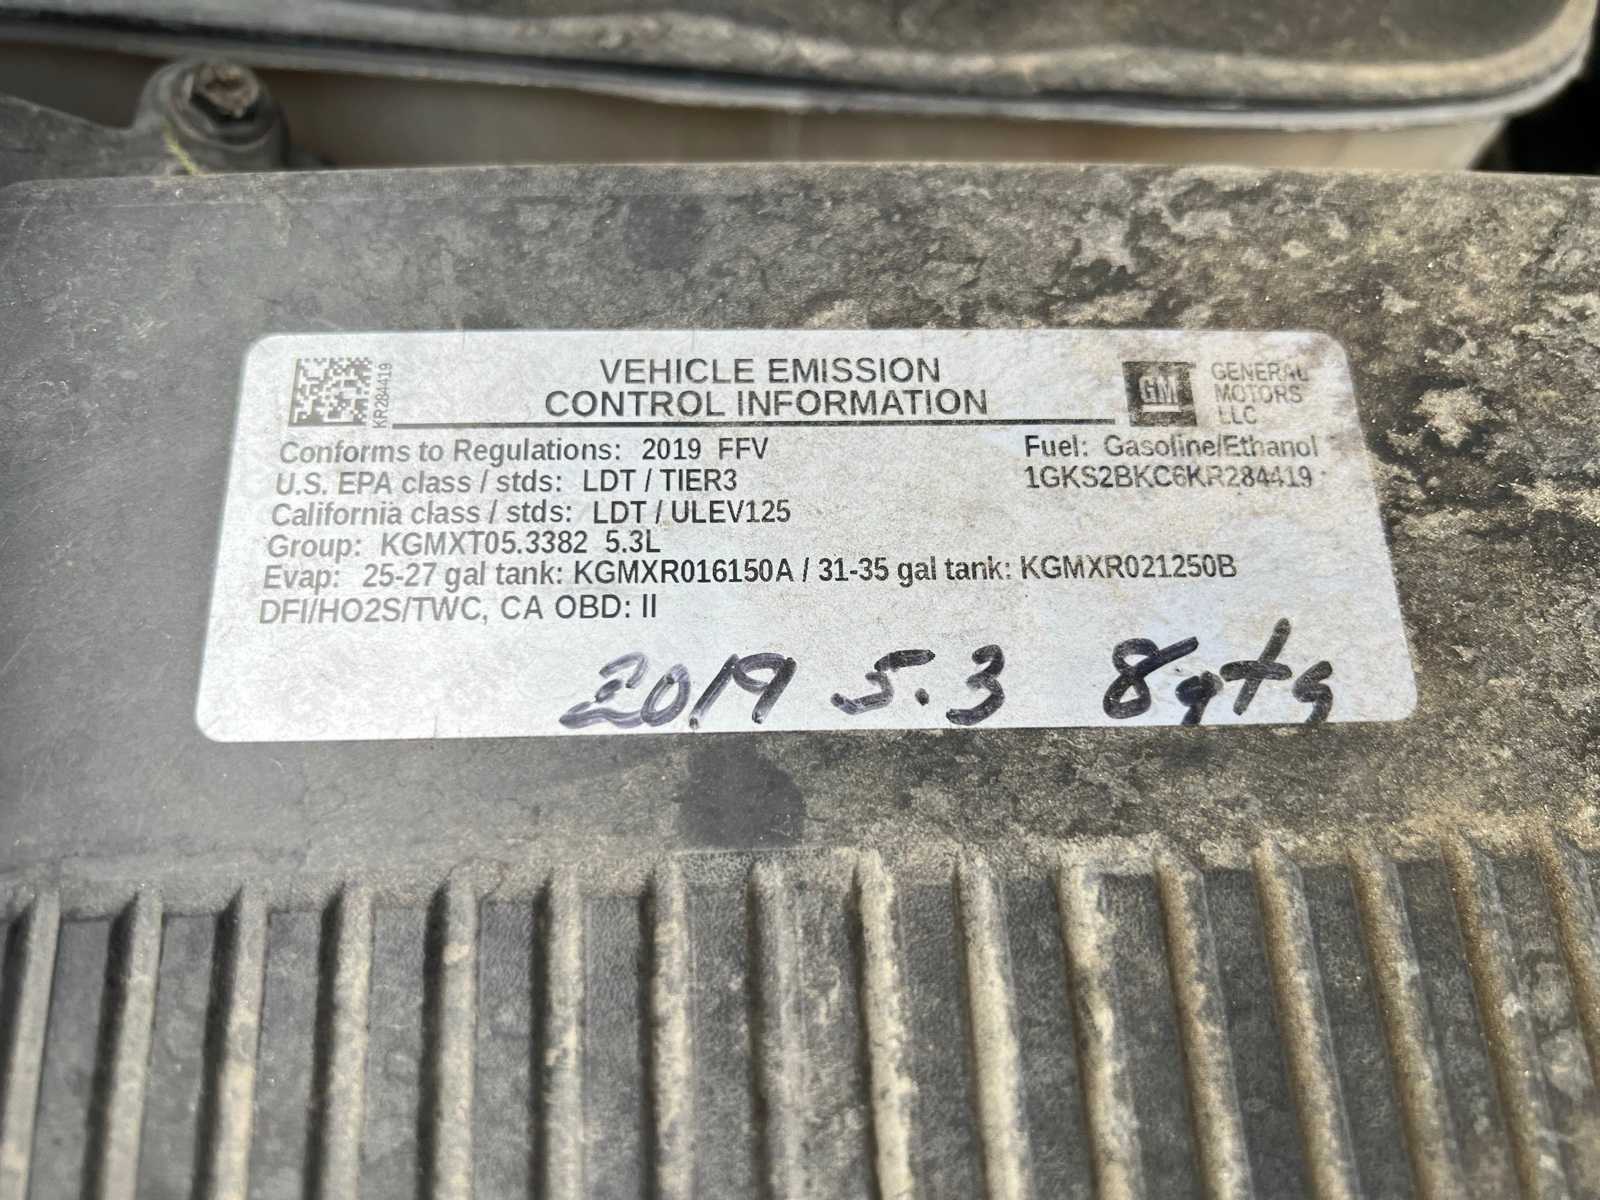 KR284419
VEHICLE EMISSION
CONTROL INFORMATION
GM
GENERAL
MOTORS
LLC
Conforms to Regulations: 2019 FFV
Fuel: Gasoline/Ethanol
U.S. EPA class / stds: LDT / TIER3
1GKS2BKC6KR284419
California class / stds: LDT / ULEV125
Group: KGMXT05.3382 5.3L
Evap: 25-27 gal tank: KGMXR016150A / 31-35 gal tank: KGMXR021250B
DFI/HO2S/TWC, CA OBD: II
2019 5.3 8qts